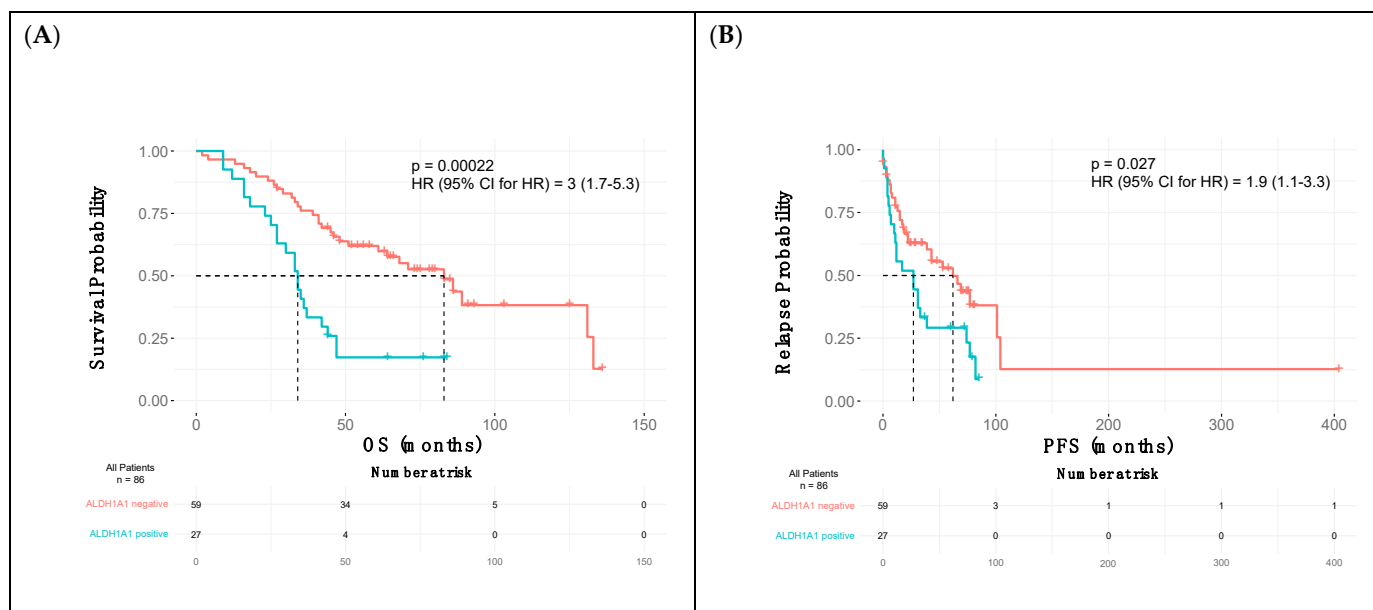 (A)
1.00
0.75
0.50
0.25
0.00
Survival Probability
p = 0.00022
HR (95% CI for HR) = 3 (1.7-5.3)
0 50 100 150
OS (months)
Number at risk
All Patients
n = 86
ALDH1A1 negative 59 34 5 0
ALDH1A1 positive 27 4 0 0
0 50 100 150
(B)
1.00
0.75
0.50
0.25
0.00
Relapse Probability
p = 0.027
HR (95% CI for HR) = 1.9 (1.1-3.3)
0 100 200 300 400
PFS (months)
Number at risk
All Patients
n = 86
ALDH1A1 negative 59 3 1 1 1
ALDH1A1 positive 27 0 0 0 0
0 100 200 300 400